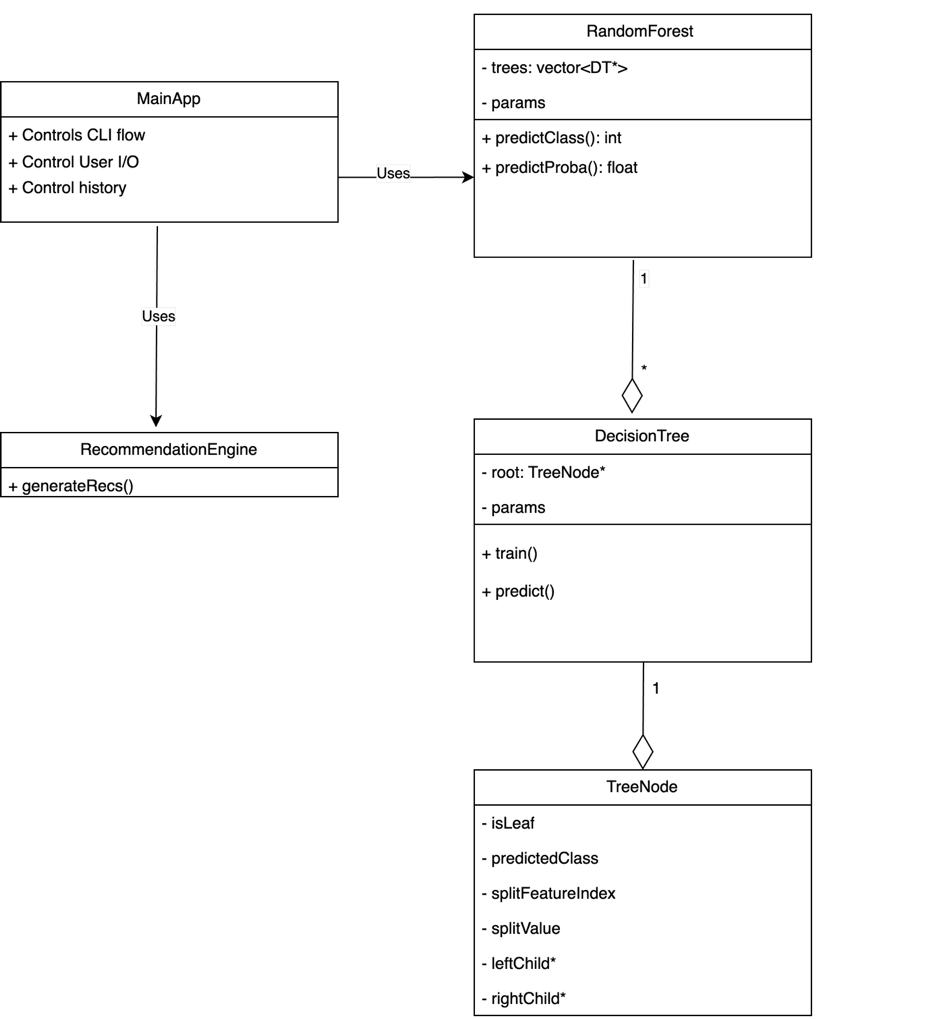 MainApp
+ Controls CLI flow
+ Control User I/O
+ Control history
Uses
RandomForest
- trees: vector<DT*>
- params
+ predictClass(): int
+ predictProba(): float
Uses
RecommendationEngine
+ generateRecs()
1
*
DecisionTree
- root: TreeNode*
- params
+ train()
+ predict()
1
TreeNode
- isLeaf
- predictedClass
- splitFeatureIndex
- splitValue
- leftChild*
- rightChild*